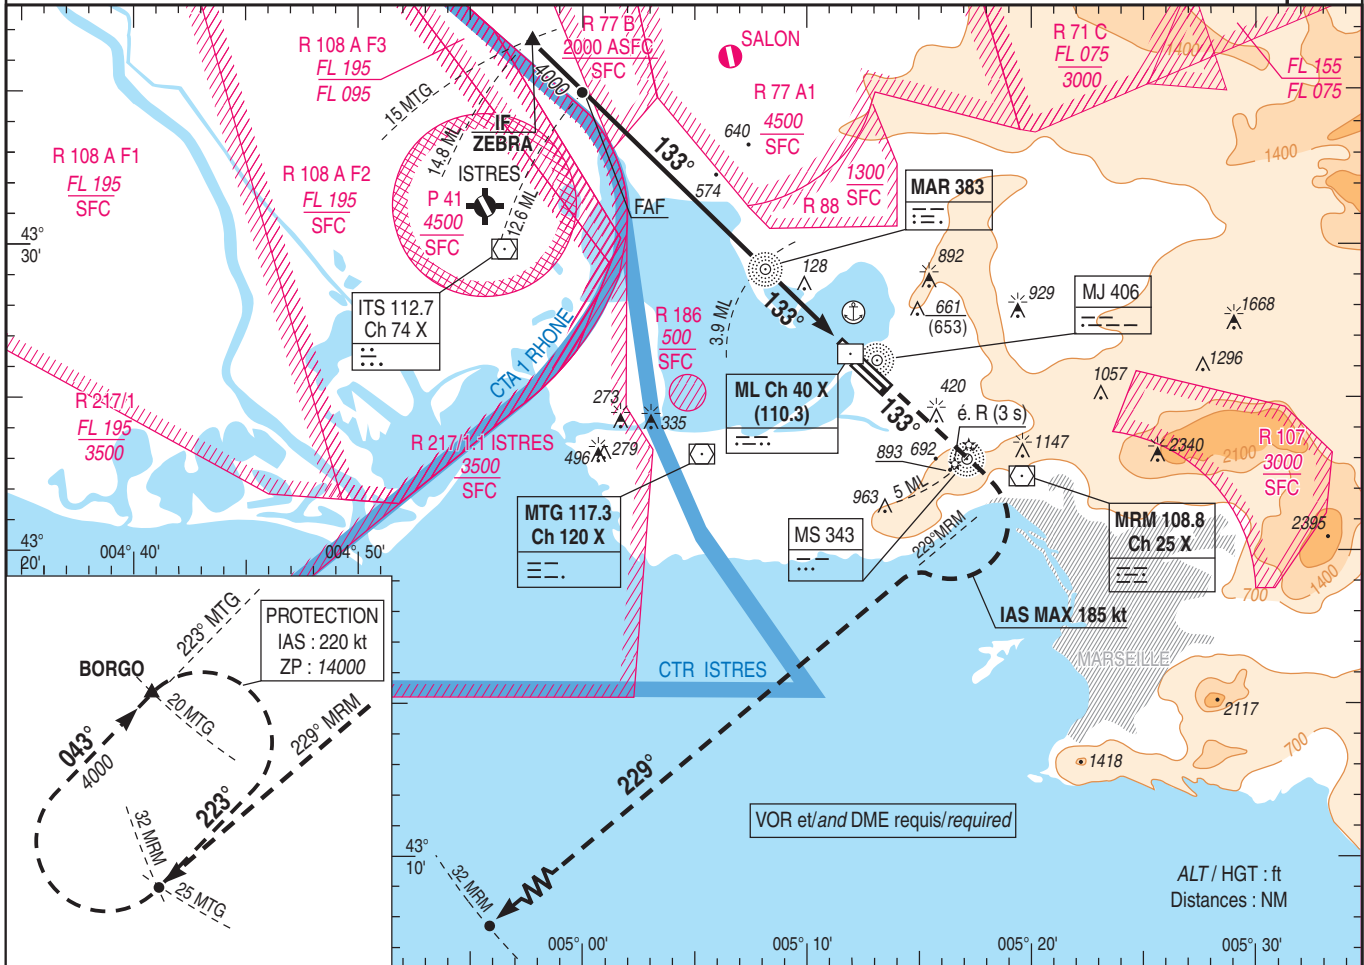 R 77 B
2000 ASFC
SFC
SALON
R 71 C
FL 075
3000
1400
FL 155
FL 075
R 108 A F3
FL 195
FL 095
15 MTG
4000
14.8 ML
IF
ZEBRA
R 77 A1
4500
SFC
640
133°
574
1400
R 108 A F1
FL 195
SFC
R 108 A F2
FL 195
SFC
ISTRES
P 41
4500
SFC
12.6 ML
FAF
R 88
1300
SFC
MAR 383
43°
30'
128
892
661
(653)
929
MJ 406
1668
ITS 112.7
Ch 74 X
CTA 1 RHONE
R 186
500
SFC
3.9 ML
133°
1296
1057
ML Ch 40 X
(110.3)
133°
420
é. R (3 s)
R 217/1
FL 195
3500
273
335
496
279
R 217/1.1 ISTRES
3500
SFC
893
692
1147
2340
2100
R 107
3000
SFC
963
5 ML
MTG 117.3
Ch 120 X
MS 343
229°MRM
MRM 108.8
Ch 25 X
2395
43°
20'
004° 40'
004° 50'
700
1400
IAS MAX 185 kt
MARSEILLE
PROTECTION
IAS : 220 kt
ZP : 14000
223° MTG
BORGO
20 MTG
229° MRM
043°
4000
223°
32 MRM
25 MTG
CTR ISTRES
229°
2117
700
1418
VOR et/and DME requis/required
43°
10'
32 MRM
ALT / HGT : ft
Distances : NM
005° 00'
005° 10'
005° 20'
005° 30'